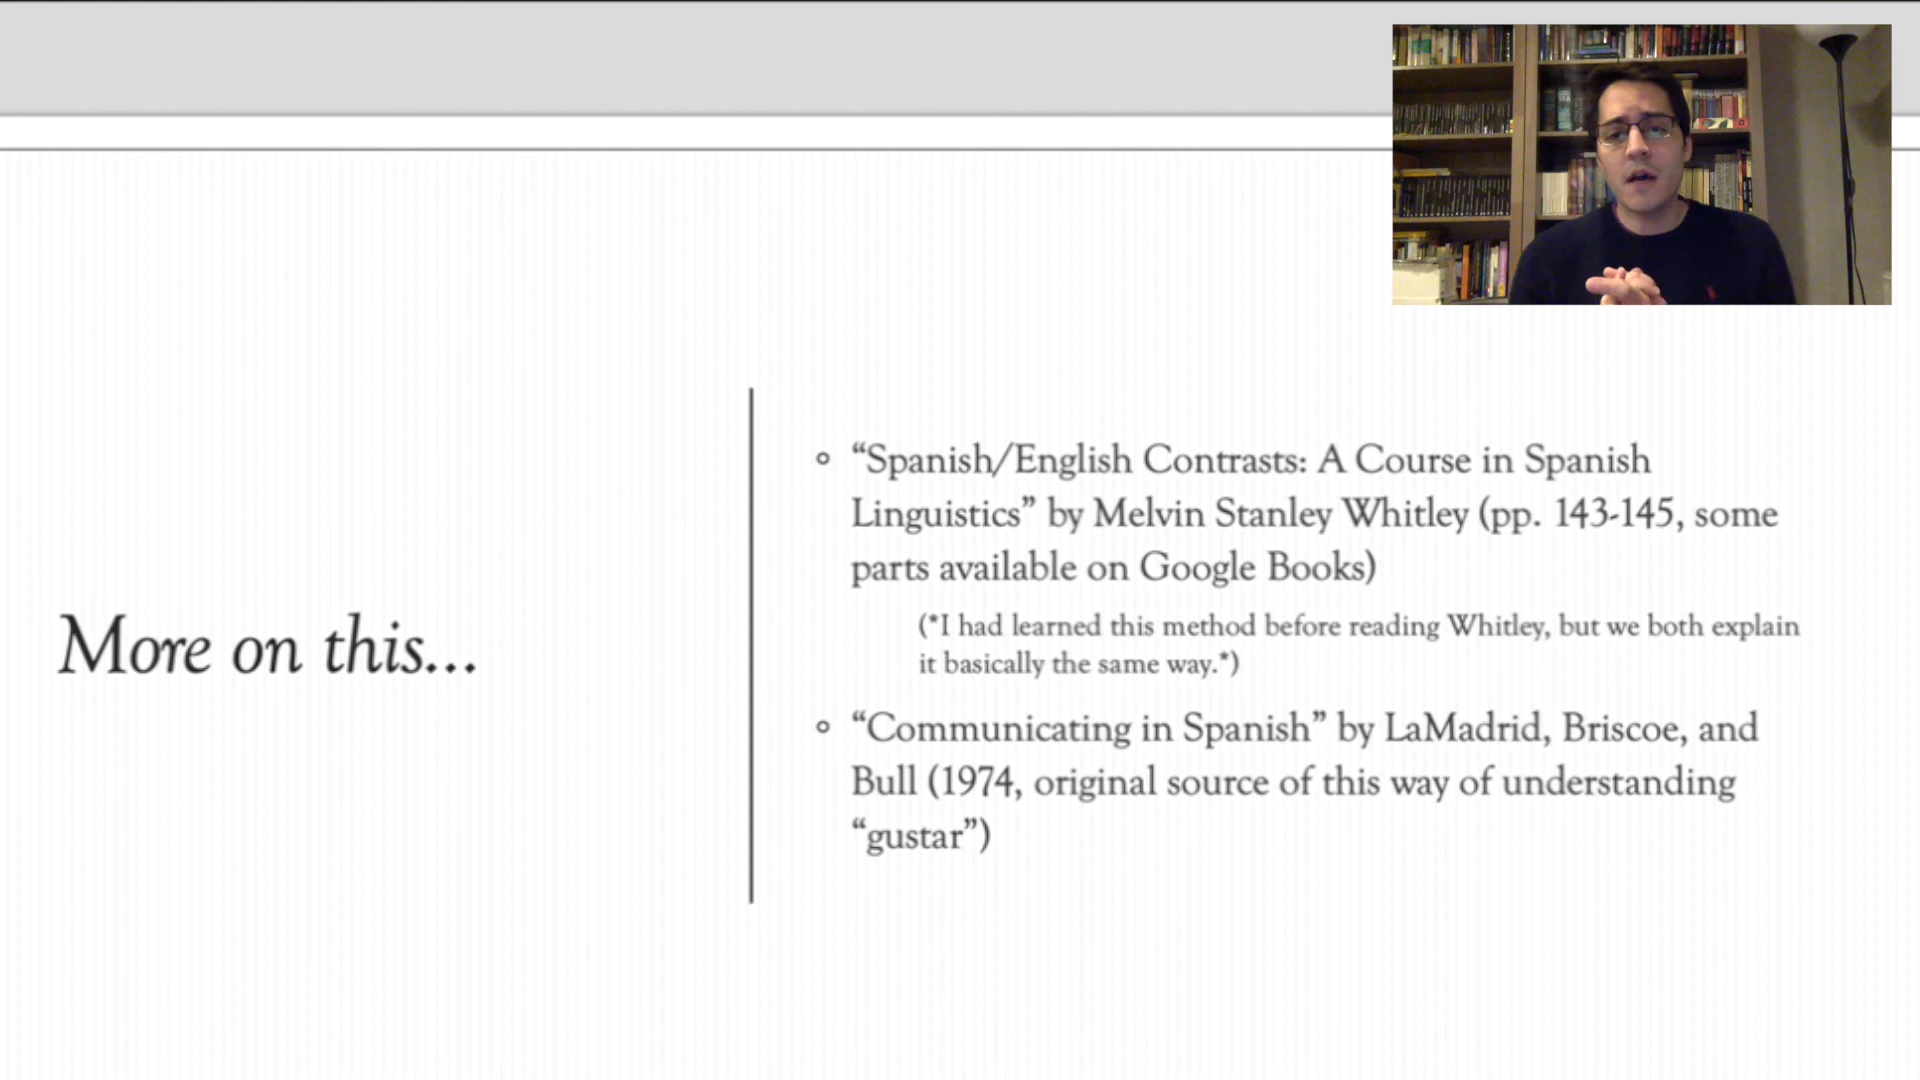 More on this...
“Spanish/English Contrasts: A Course in Spanish
Linguistics” by Melvin Stanley Whitley (pp. 143-145, some
parts available on Google Books)
(*I had learned this method before reading Whitley, but we both explain
it basically the same way.*)
“Communicating in Spanish” by LaMadrid, Briscoe, and
Bull (1974, original source of this way of understanding
“gustar”)